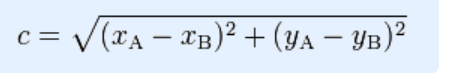 c = √((x_A − x_B)² + (y_A − y_B)²)